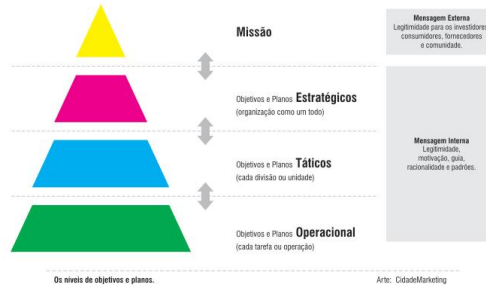 Missão
Mensagem Externa
Legitimidade para os investidores
consumidores, fornecedores
e comunidade.
Objetivos e Planos Estratégicos
(organização como um todo)
Objetivos e Planos Táticos
(cada divisão ou unidade)
Mensagem Interna
Legitimidade,
motivação, guia,
racionalidade e padrões.
Objetivos e Planos Operacional
(cada tarefa ou operação)
Os níveis de objetivos e planos.
Arte: CidadeMarketing